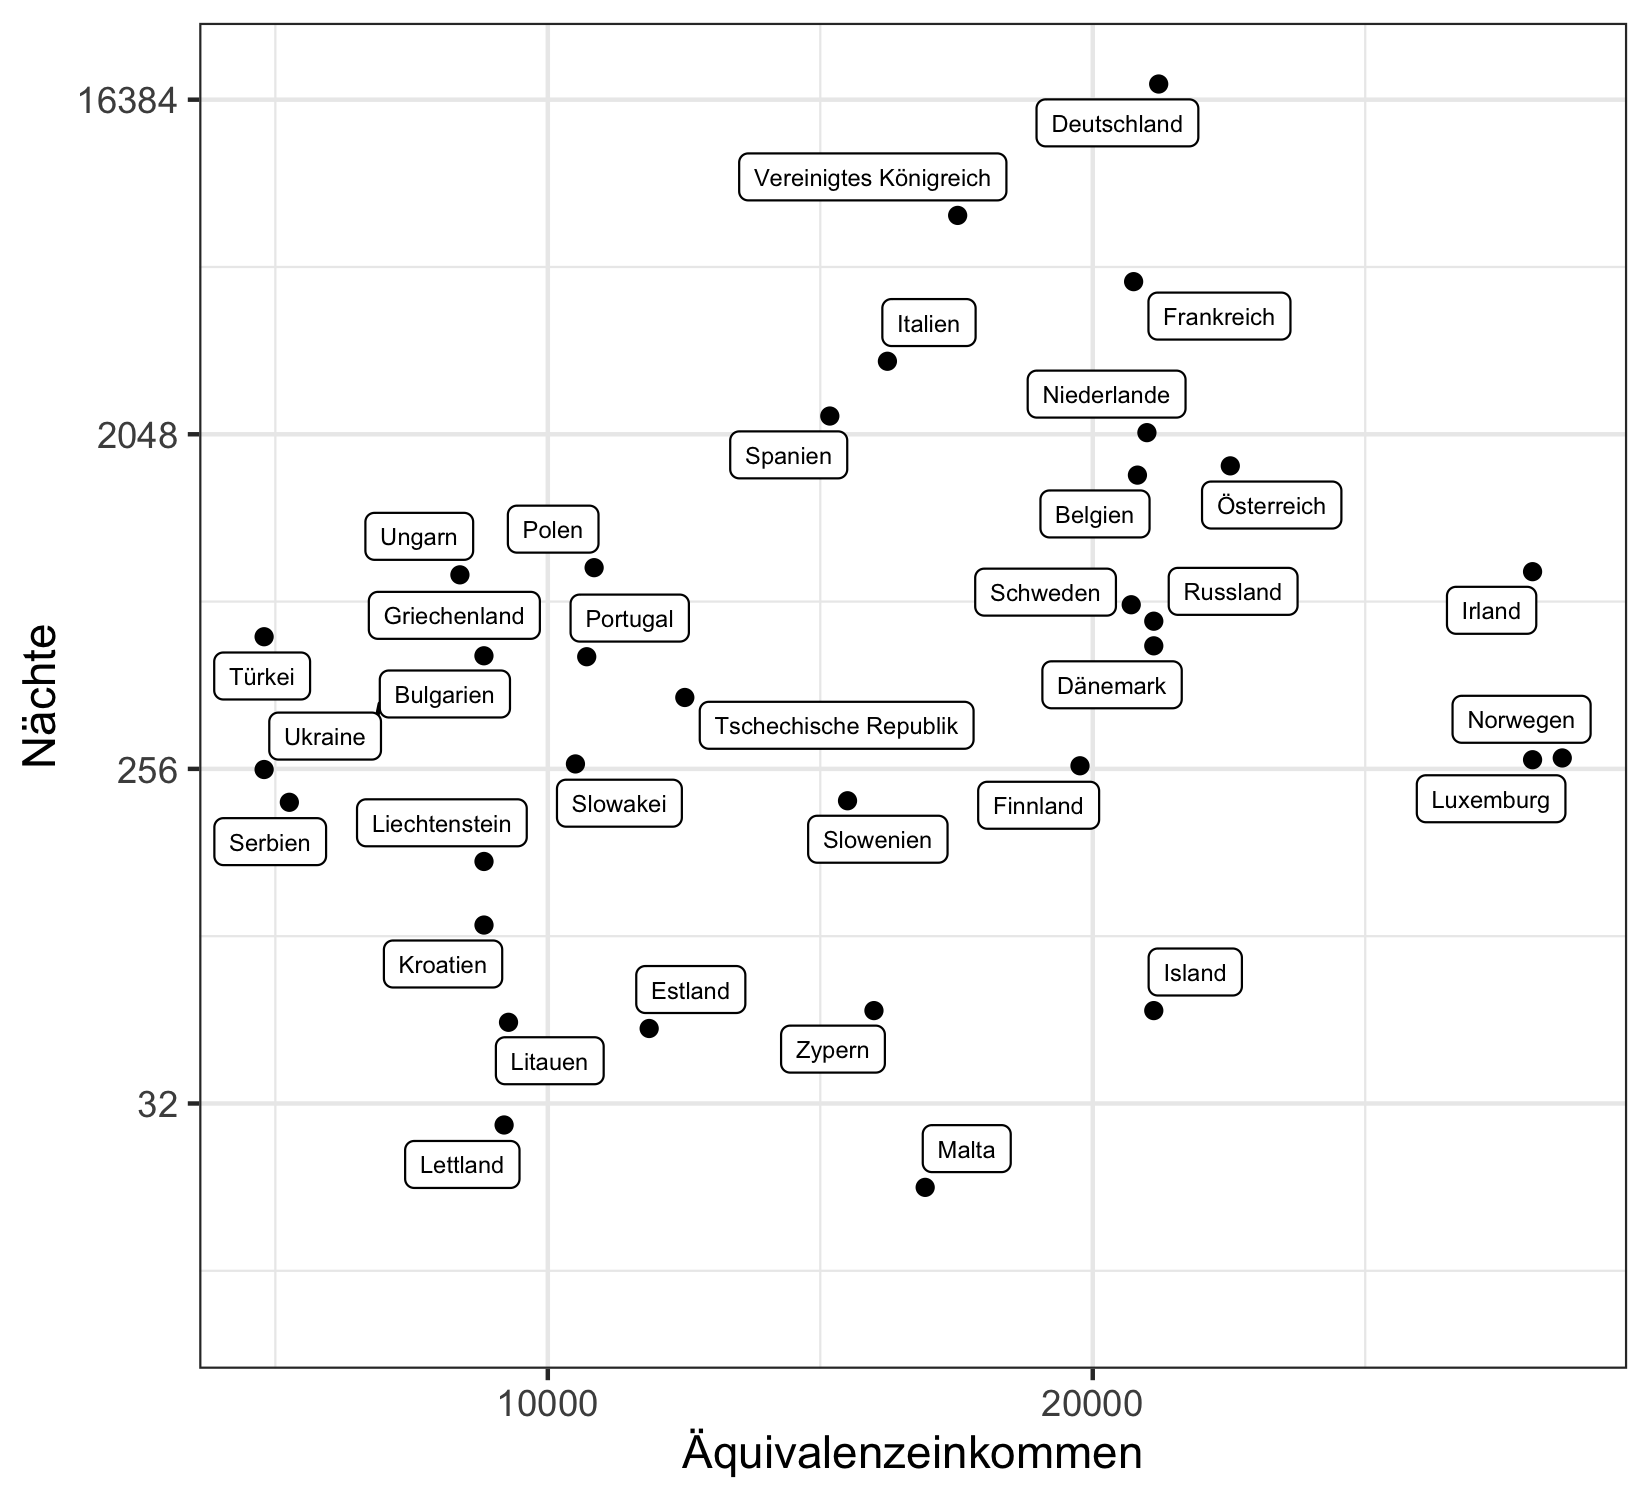 16384
Deutschland
Vereinigtes Königreich
Frankreich
Italien
Niederlande
2048
Spanien
Österreich
Belgien
Polen
Ungarn
Schweden
Russland
Irland
Griechenland
Portugal
Türkei
Dänemark
Bulgarien
Norwegen
Tschechische Republik
Ukraine
256
Luxemburg
Slowakei
Finnland
Liechtenstein
Slowenien
Serbien
Kroatien
Island
Estland
Zypern
Litauen
32
Malta
Lettland
10000
20000
Nächte
Äquivalenzeinkommen